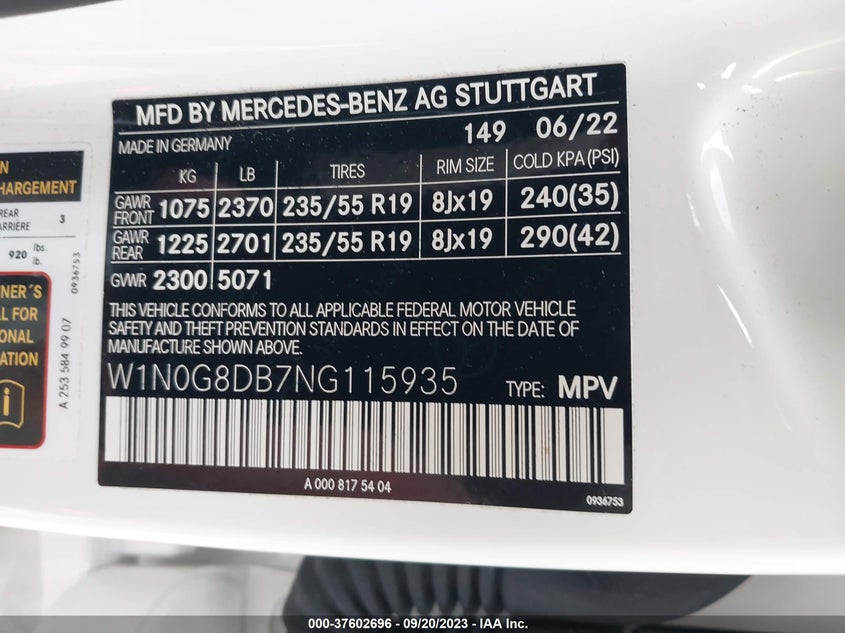 MFD BY MERCEDES-BENZ AG STUTTGART
MADE IN GERMANY 149 06/22
KG LB TIRES RIM SIZE COLD KPA (PSI)
GAWR FRONT 1075 2370 235/55 R19 8Jx19 240(35)
GAWR REAR 1225 2701 235/55 R19 8Jx19 290(42)
GVWR 2300 5071
THIS VEHICLE CONFORMS TO ALL APPLICABLE FEDERAL MOTOR VEHICLE
SAFETY AND THEFT PREVENTION STANDARDS IN EFFECT ON THE DATE OF
MANUFACTURE SHOWN ABOVE.
W1N0G8DB7NG115935 TYPE: MPV
A 000 817 54 04
0936753
HARGEMENT
REAR
ARRIÈRE 3
920 lbs.
lb.
0936753
NER´S
AL FOR
ONAL
ATION
A 253 584 99 07
000-37602696 - 09/20/2023 - IAA Inc.